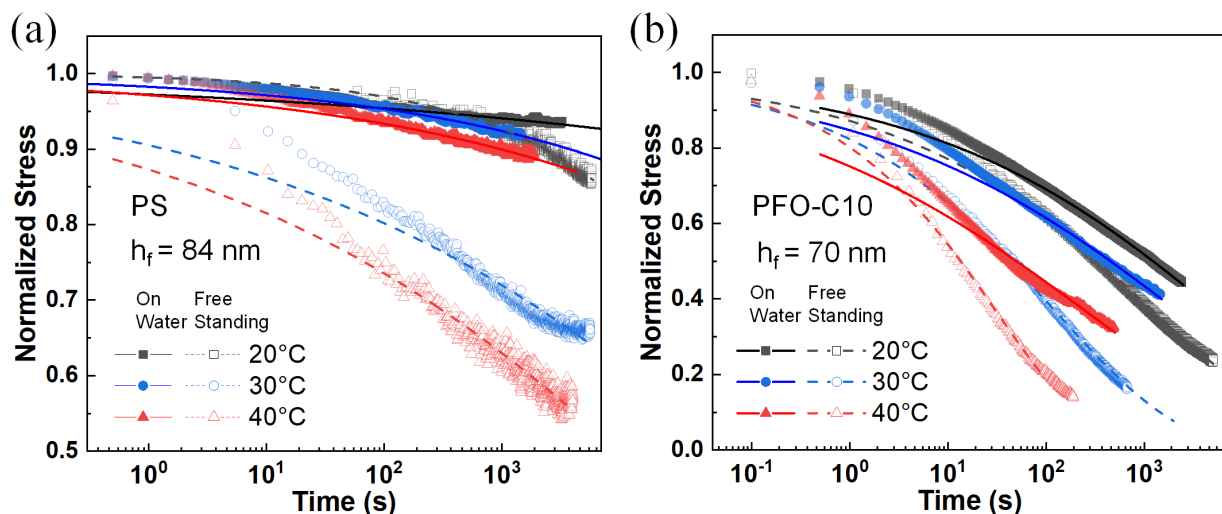 (a)
Normalized Stress
1.0
0.9
0.8
0.7
0.6
0.5
PS
h_f = 84 nm
On Water
Free Standing
20°C
30°C
40°C
10⁰
10¹
10²
10³
Time (s)
(b)
Normalized Stress
1.0
0.8
0.6
0.4
0.2
0.0
PFO-C10
h_f = 70 nm
On Water
Free Standing
20°C
30°C
40°C
10⁻¹
10⁰
10¹
10²
10³
Time (s)